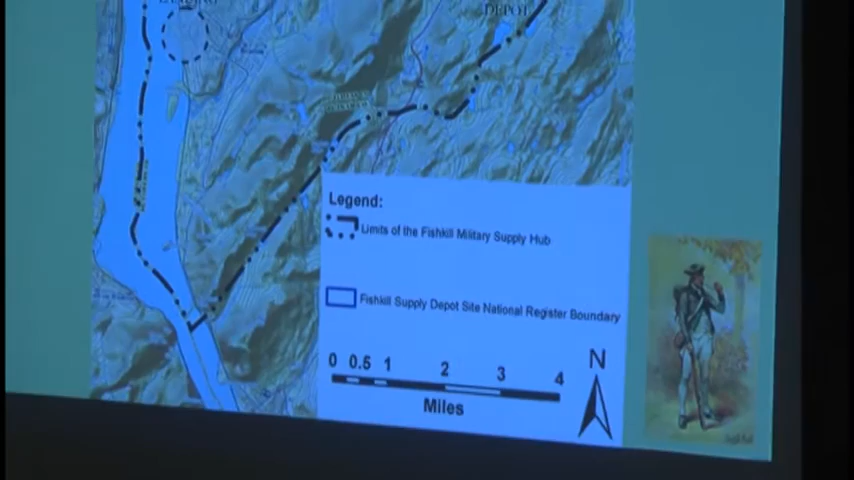 LANDING
DEPOT
Legend:
Limits of the Fishkill Military Supply Hub
Fishkill Supply Depot Site National Register Boundary
0 0.5 1 2 3 4
Miles
N